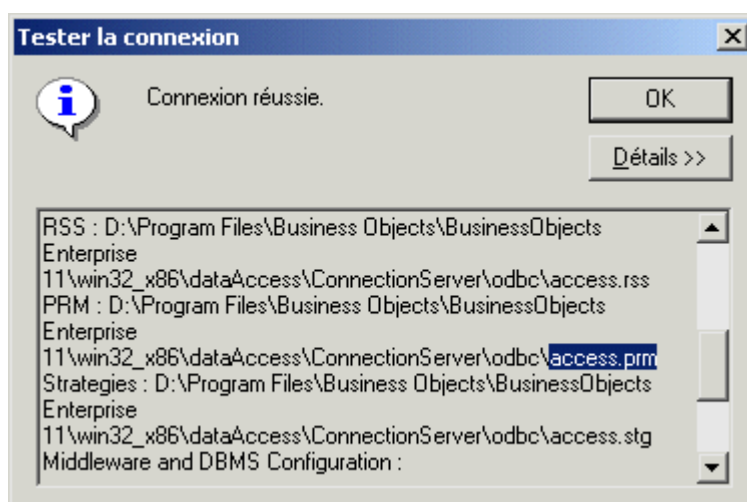 Tester la connexion
Connexion réussie.
OK
Détails >>
RSS : D:\Program Files\Business Objects\BusinessObjects
Enterprise
11\win32_x86\dataAccess\ConnectionServer\odbc\access.rss
PRM : D:\Program Files\Business Objects\BusinessObjects
Enterprise
11\win32_x86\dataAccess\ConnectionServer\odbc\access.prm
Strategies : D:\Program Files\Business Objects\BusinessObjects
Enterprise
11\win32_x86\dataAccess\ConnectionServer\odbc\access.stg
Middleware and DBMS Configuration :